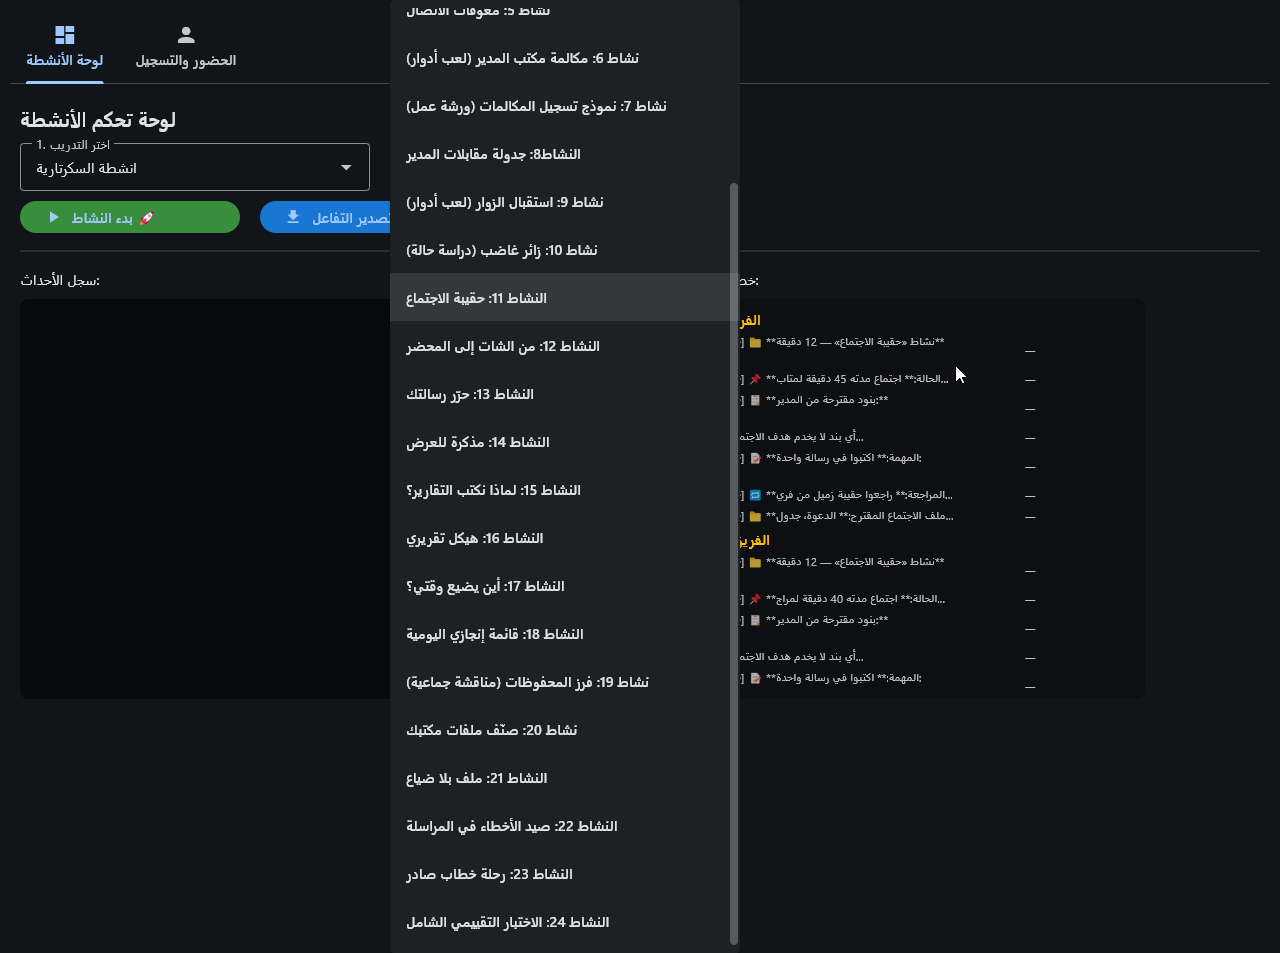 لوحة الأنشطة
الحضور والتسجيل
لوحة تحكم الأنشطة
1. اختر التدريب
انشطة السكرتارية
بدء النشاط 🚀
تصدير التفاعل
سجل الأحداث:
نشاط 5: معوقات الاتصال
نشاط 6: مكالمة مكتب المدير (لعب أدوار)
نشاط 7: نموذج تسجيل المكالمات (ورشة عمل)
النشاط8: جدولة مقابلات المدير
نشاط 9: استقبال الزوار (لعب أدوار)
نشاط 10: زائر غاضب (دراسة حالة)
النشاط 11: حقيبة الاجتماع
النشاط 12: من الشات إلى المحضر
النشاط 13: حرّر رسالتك
النشاط 14: مذكرة للعرض
النشاط 15: لماذا نكتب التقارير؟
النشاط 16: هيكل تقريري
النشاط 17: أين يضيع وقتي؟
النشاط 18: قائمة إنجازي اليومية
نشاط 19: فرز المحفوظات (مناقشة جماعية)
نشاط 20: صنّف ملفات مكتبك
النشاط 21: ملف بلا ضياع
النشاط 22: صيد الأخطاء في المراسلة
النشاط 23: رحلة خطاب صادر
النشاط 24: الاختبار التقييمي الشامل
📁 **نشاط «حقيبة الاجتماع» — 12 دقيقة**
📌 **الحالة:** اجتماع مدته 45 دقيقة لمتاب...
**بنود مقترحة من المدير:**
أي بند لا يخدم هدف الاجتم...
📝 **المهمة:** اكتبوا في رسالة واحدة:
🔁 **المراجعة:** راجعوا حقيبة زميل من فري...
📁 **ملف الاجتماع المقترح:** الدعوة، جدول...
الفريق
📁 **نشاط «حقيبة الاجتماع» — 12 دقيقة**
📌 **الحالة:** اجتماع مدته 40 دقيقة لمراج...
**بنود مقترحة من المدير:**
أي بند لا يخدم هدف الاجتم...
📝 **المهمة:** اكتبوا في رسالة واحدة: